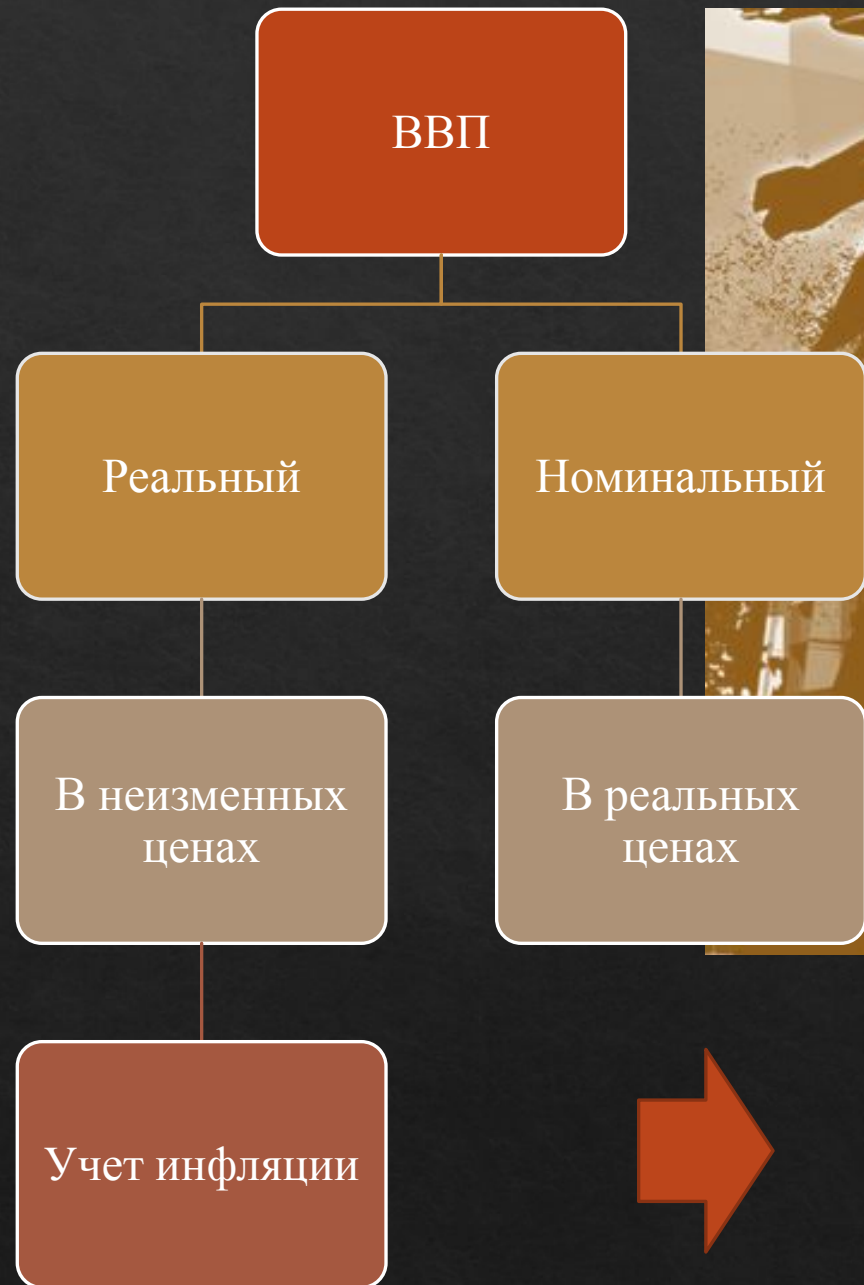 ВВП
Реальный
Номинальный
В неизменных
ценах
В реальных
ценах
Учет инфляции